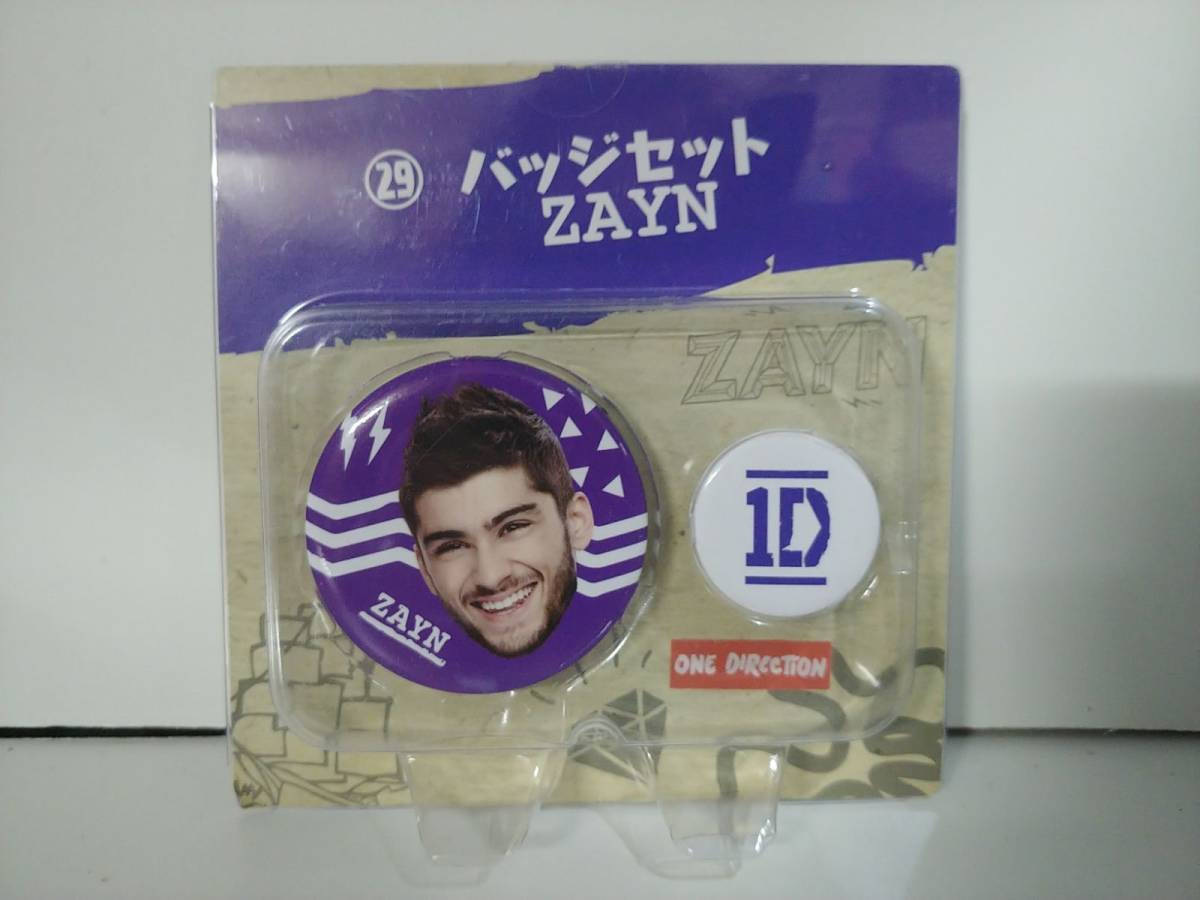 29 バッジセット
ZAYN
ZAYN
ZAYN
1D
ONE DIRECTION